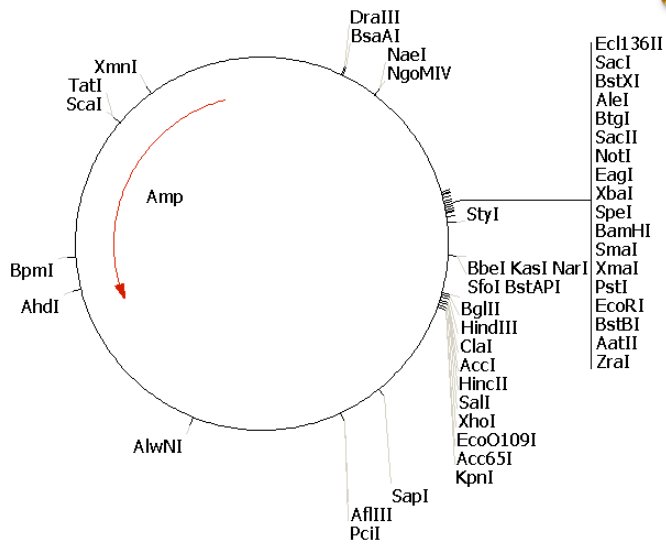 DraIII
BsaAI
NaeI
NgoMIV
XmnI
TatI
ScaI
Amp
Ecl136II
SacI
BstXI
AleI
BtgI
SacII
NotI
EagI
XbaI
SpeI
BamHI
SmaI
XmaI
PstI
EcoRI
BstBI
AatII
ZraI
StyI
BbeI KasI NarI
SfoI BstAPI
BglII
HindIII
ClaI
AccI
HincII
SalI
XhoI
EcoO109I
Acc65I
KpnI
BpmI
AhdI
AlwNI
SapI
AflIII
PciI